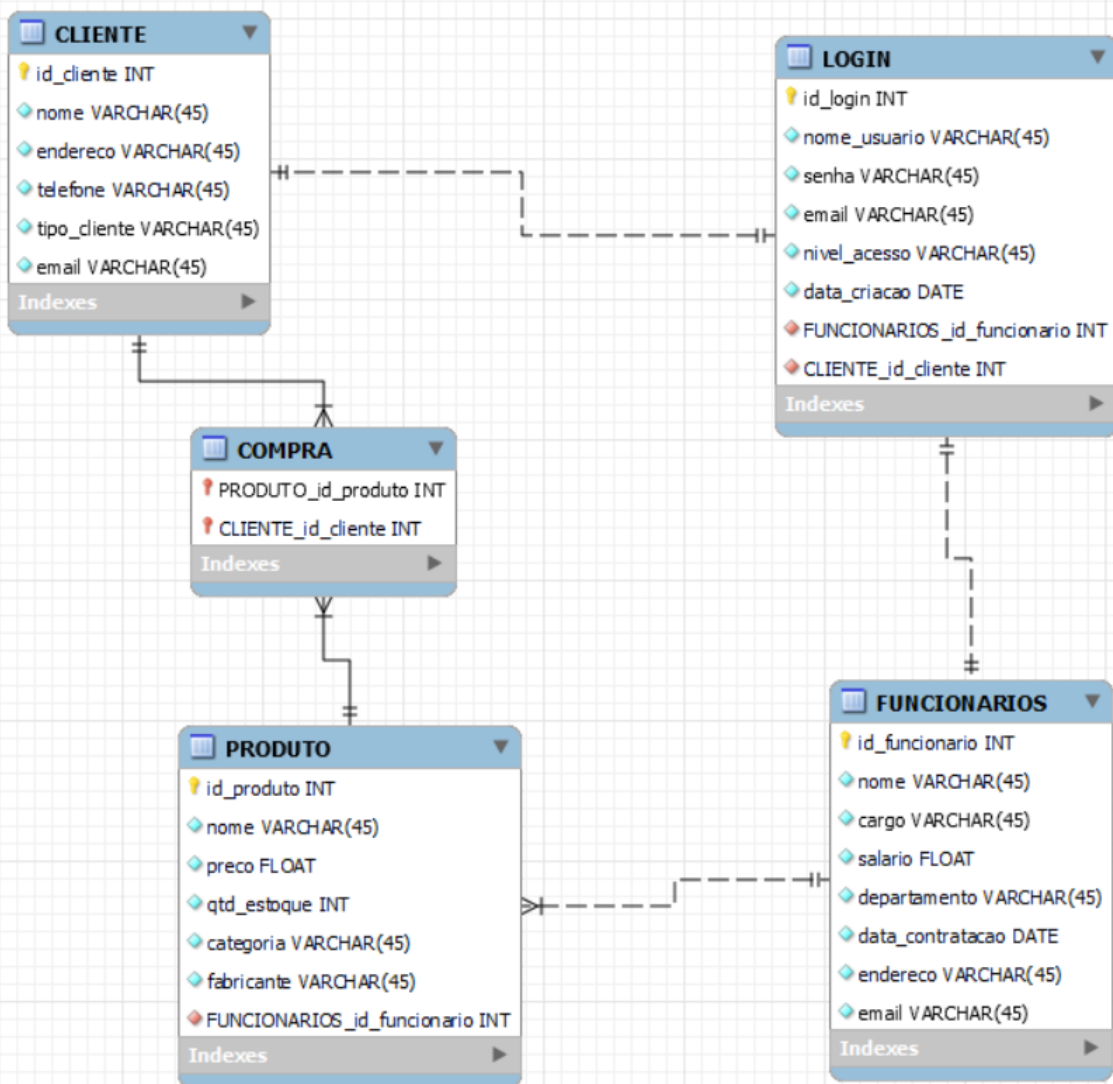 CLIENTE
id_cliente INT
nome VARCHAR(45)
endereco VARCHAR(45)
telefone VARCHAR(45)
tipo_cliente VARCHAR(45)
email VARCHAR(45)
Indexes
LOGIN
id_login INT
nome_usuario VARCHAR(45)
senha VARCHAR(45)
email VARCHAR(45)
nivel_acesso VARCHAR(45)
data_criacao DATE
FUNCIONARIOS_id_funcionario INT
CLIENTE_id_cliente INT
Indexes
COMPRA
PRODUTO_id_produto INT
CLIENTE_id_cliente INT
Indexes
PRODUTO
id_produto INT
nome VARCHAR(45)
preco FLOAT
qtd_estoque INT
categoria VARCHAR(45)
fabricante VARCHAR(45)
FUNCIONARIOS_id_funcionario INT
Indexes
FUNCIONARIOS
id_funcionario INT
nome VARCHAR(45)
cargo VARCHAR(45)
salario FLOAT
departamento VARCHAR(45)
data_contratacao DATE
endereco VARCHAR(45)
email VARCHAR(45)
Indexes